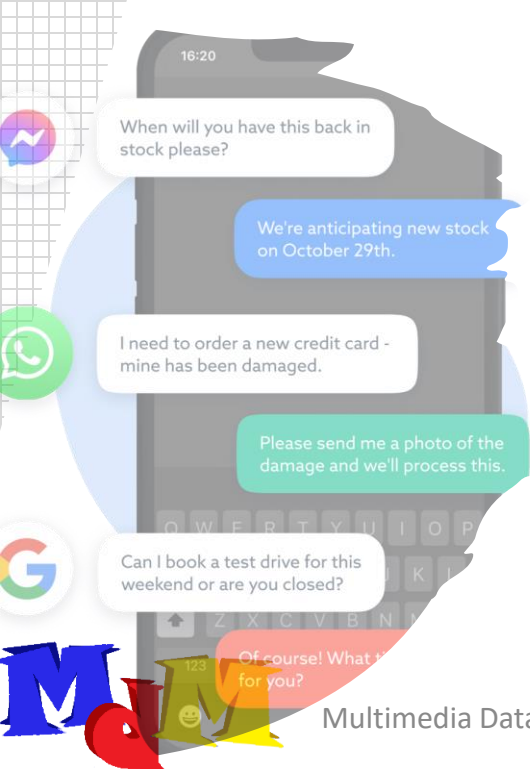 16:20
When will you have this back in
stock please?
We're anticipating new stock
on October 29th.
I need to order a new credit card -
mine has been damaged.
Please send me a photo of the
damage and we'll process this.
Q W E R T Y U I O P
K
Can I book a test drive for this
weekend or are you closed?
Z X C V B N
123
Of course! What
for you?
MdM
Multimedia Data